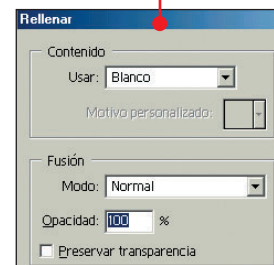 Rellenar
Contenido
Usar: Blanco
Motivo personalizado:
Fusión
Modo: Normal
Opacidad: 100 %
Preservar transparencia